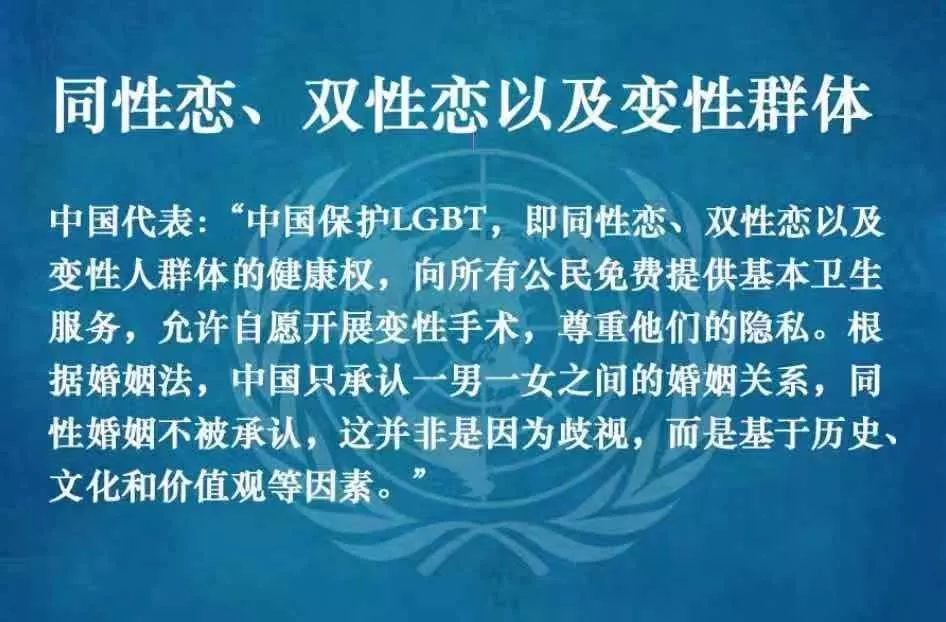 同性恋、双性恋以及变性群体
中国代表：“中国保护LGBT，即同性恋、双性恋以及
变性人群体的健康权，向所有公民免费提供基本卫生
服务，允许自愿开展变性手术，尊重他们的隐私。根
据婚姻法，中国只承认一男一女之间的婚姻关系，同
性婚姻不被承认，这并非是因为歧视，而是基于历史、
文化和价值观等因素。”